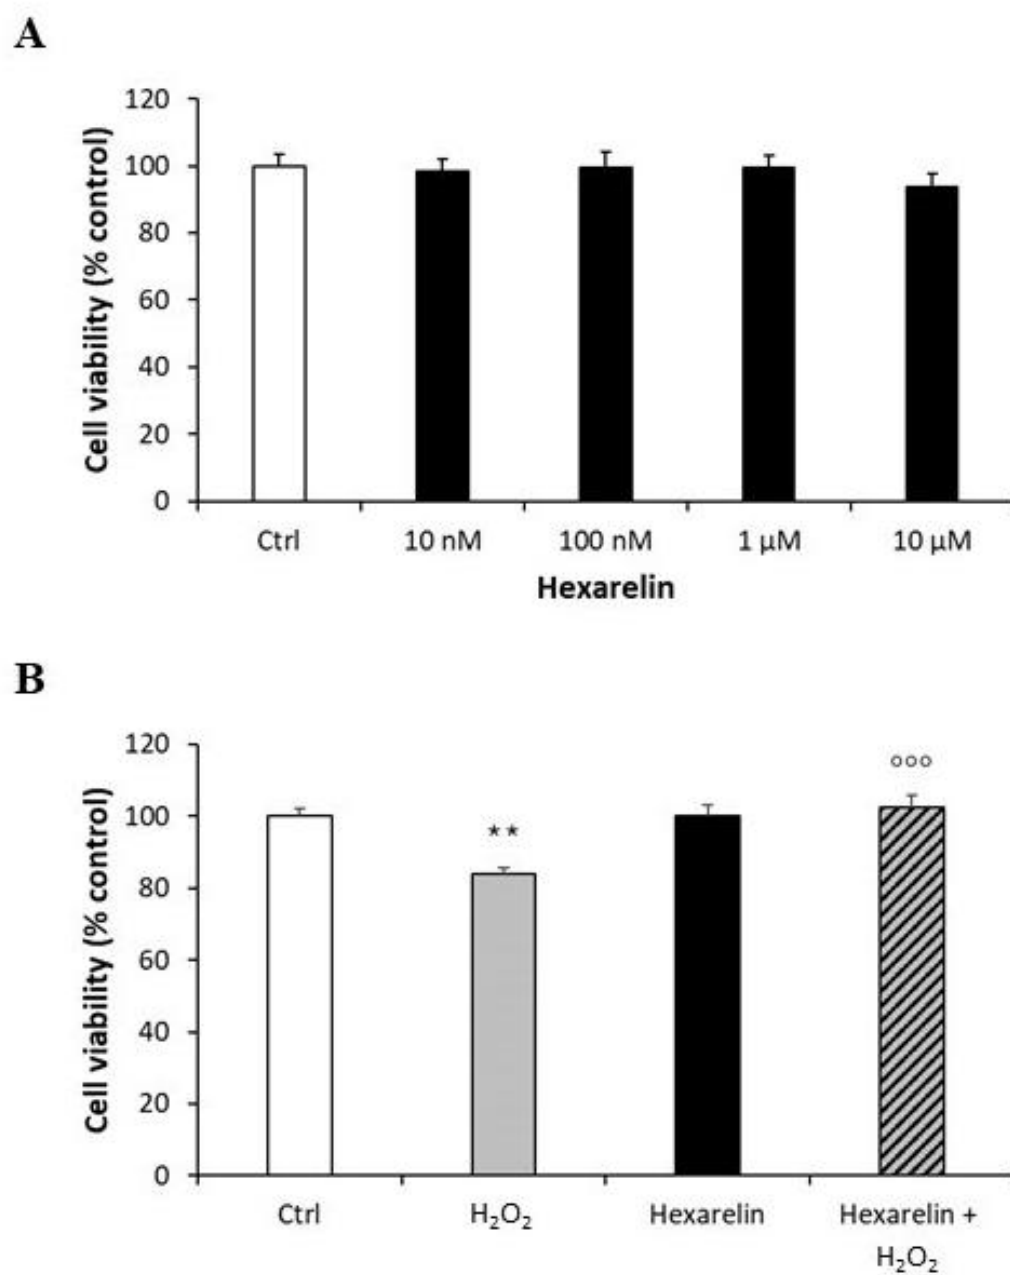 A
Cell viability (% control)
120
100
80
60
40
20
0
Ctrl 10 nM 100 nM 1 µM 10 µM
Hexarelin
B
Cell viability (% control)
120
100
80
60
40
20
0
★★
°°°
Ctrl H₂O₂ Hexarelin Hexarelin +
H₂O₂